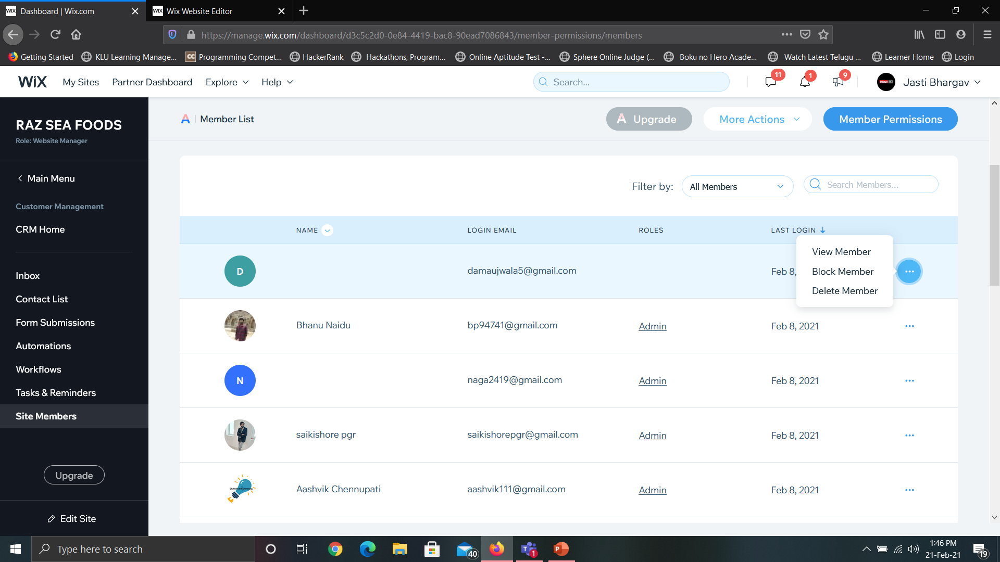 Dashboard | Wix.com
Wix Website Editor
https://manage.wix.com/dashboard/d3c5c2d0-0e84-4419-bac8-90ead7086843/member-permissions/members
Getting Started
KLU Learning Manage...
CC Programming Compet...
HackerRank
Hackathons, Program...
Online Aptitude Test -...
Sphere Online Judge (...
Boku no Hero Acade...
Watch Latest Telugu ...
Learner Home
Login
WiX My Sites Partner Dashboard Explore Help
Search...
11 1 9
Jasti Bhargav
RAZ SEA FOODS
Role: Website Manager
Main Menu
Customer Management
CRM Home
Inbox
Contact List
Form Submissions
Automations
Workflows
Tasks & Reminders
Site Members
Upgrade
Edit Site
A Member List
A Upgrade
More Actions
Member Permissions
Filter by: All Members
Search Members...
NAME LOGIN EMAIL ROLES LAST LOGIN
D damaujwala5@gmail.com Feb 8,
View Member
Block Member
Delete Member
Bhanu Naidu bp94741@gmail.com Admin Feb 8, 2021
N naga2419@gmail.com Admin Feb 8, 2021
saikishore pgr saikishorepgr@gmail.com Admin Feb 8, 2021
Aashvik Chennupati aashvik111@gmail.com Admin Feb 8, 2021
Type here to search
40
1
1:46 PM
21-Feb-21
19